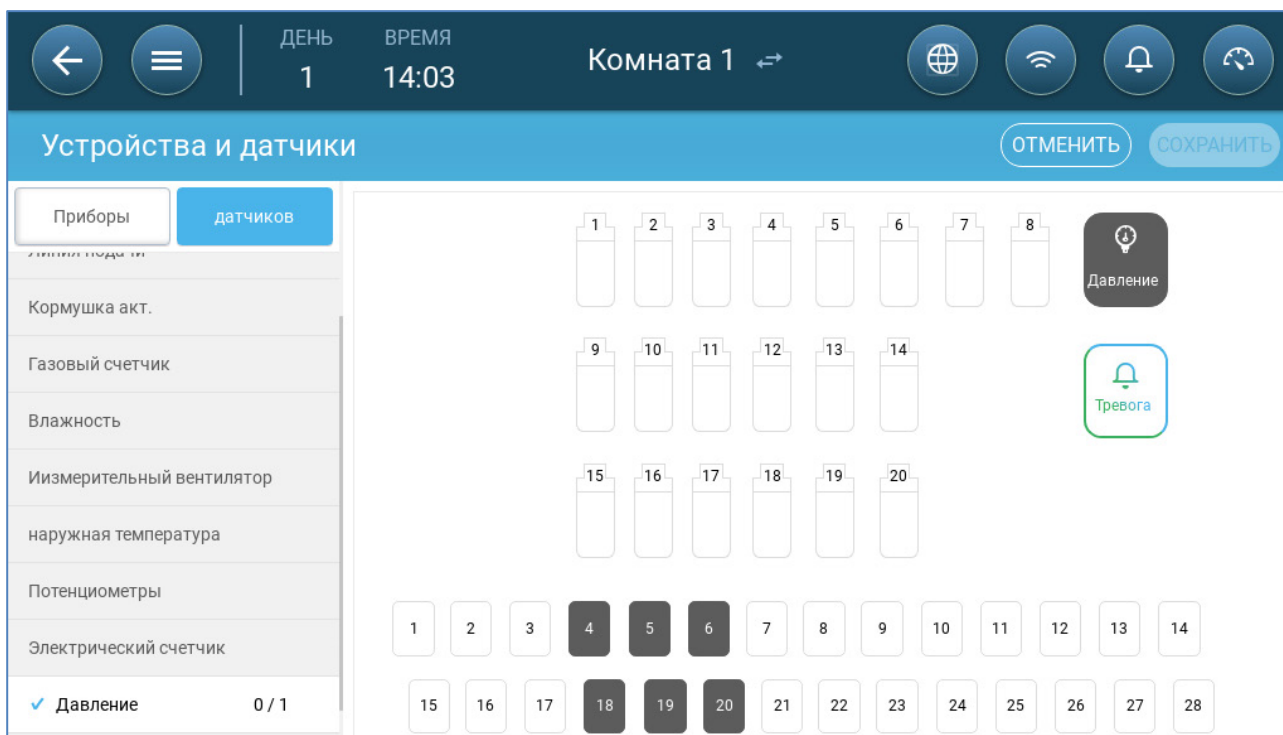 ДЕНЬ ВРЕМЯ
1 14:03 Комната 1
Устройства и датчики ОТМЕНИТЬ СОХРАНИТЬ
Приборы датчиков
Линия подачи
Кормушка акт.
Газовый счетчик
Влажность
Иизмерительный вентилятор
наружная температура
Потенциометры
Электрический счетчик
Давление 0 / 1
1 2 3 4 5 6 7 8
Давление
9 10 11 12 13 14
Тревога
15 16 17 18 19 20
1 2 3 4 5 6 7 8 9 10 11 12 13 14
15 16 17 18 19 20 21 22 23 24 25 26 27 28